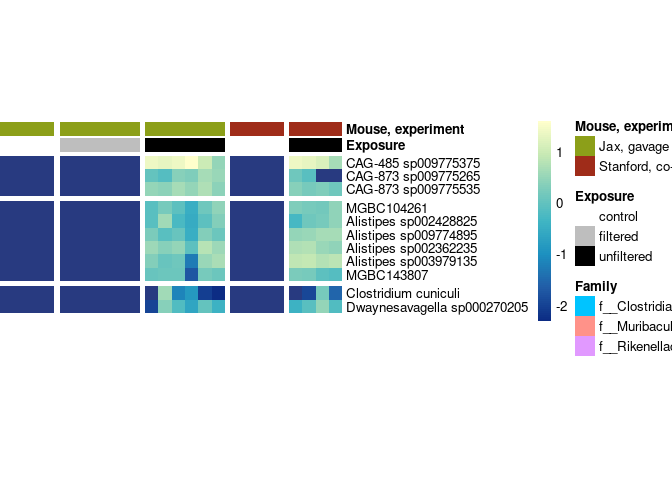 Mouse, experiment
Exposure
CAG-485 sp009775375
CAG-873 sp009775265
CAG-873 sp009775535
MGBC104261
Alistipes sp002428825
Alistipes sp009774895
Alistipes sp002362235
Alistipes sp003979135
MGBC143807
Clostridium cuniculi
Dwaynesavagella sp000270205
1
0
-1
-2
Mouse, experim
Jax, gavage
Stanford, co-
Exposure
control
filtered
unfiltered
Family
f__Clostridia
f__Muribacul
f__Rikenellac